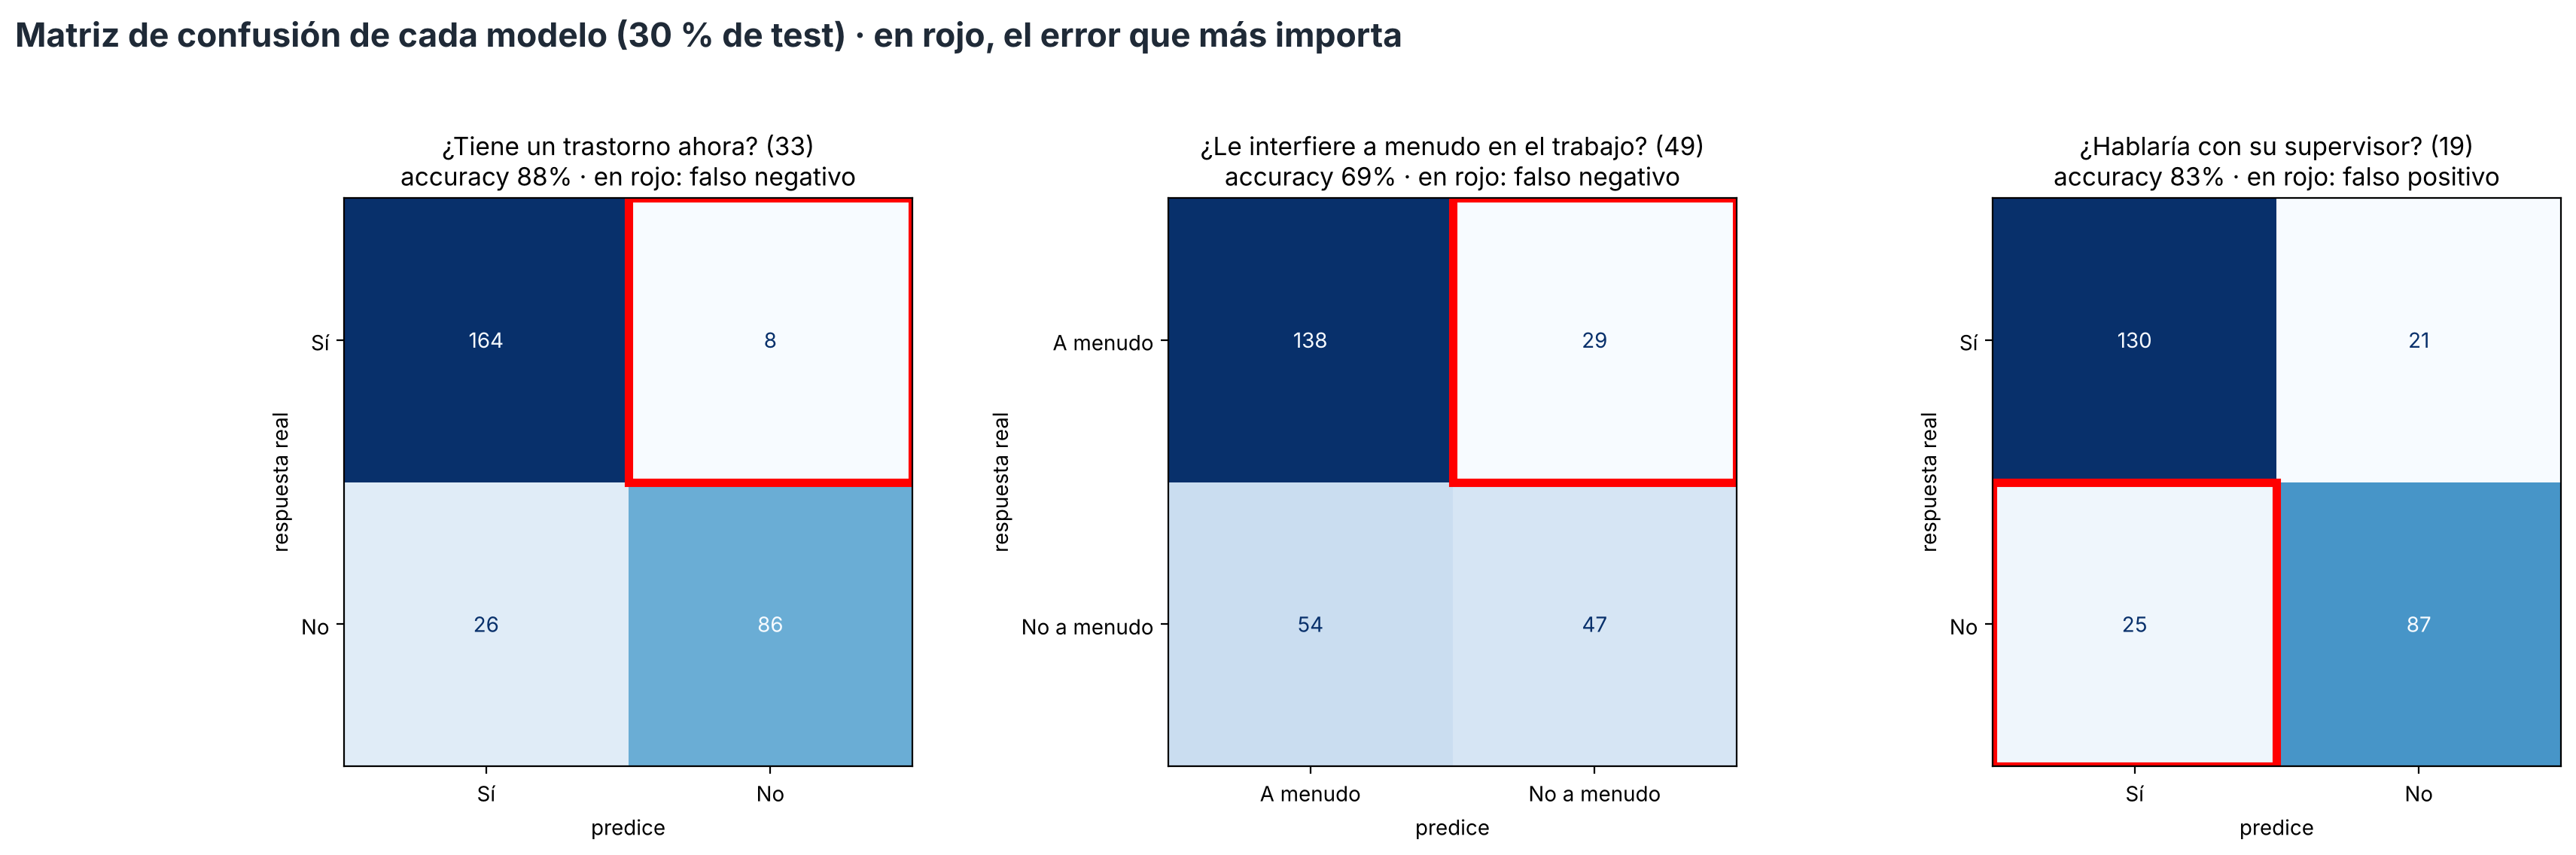 Matriz de confusión de cada modelo (30 % de test) · en rojo, el error que más importa
¿Tiene un trastorno ahora? (33)
accuracy 88% · en rojo: falso negativo
Sí
No
respuesta real
164
8
26
86
Sí
No
predice
¿Le interfiere a menudo en el trabajo? (49)
accuracy 69% · en rojo: falso negativo
A menudo
No a menudo
respuesta real
138
29
54
47
A menudo
No a menudo
predice
¿Hablaría con su supervisor? (19)
accuracy 83% · en rojo: falso positivo
Sí
No
respuesta real
130
21
25
87
Sí
No
predice